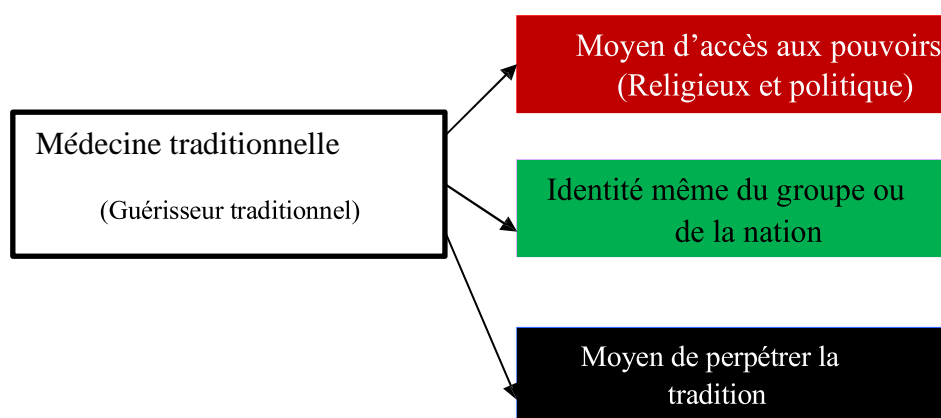 Médecine traditionnelle
(Guérisseur traditionnel)
Moyen d’accès aux pouvoirs
(Religieux et politique)
Identité même du groupe ou
de la nation
Moyen de perpétrer la
tradition